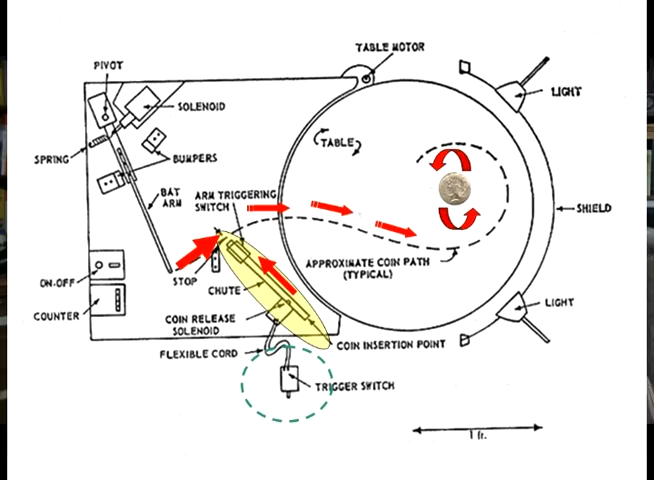 TABLE MOTOR
PIVOT
SOLENOID
LIGHT
TABLE
SPRING
BUMPERS
BAT
ARM
ARM TRIGGERING
SWITCH
SHIELD
STOP
APPROXIMATE COIN PATH
(TYPICAL)
ON-OFF
CHUTE
COUNTER
LIGHT
COIN RELEASE
SOLENOID
COIN INSERTION POINT
FLEXIBLE CORD
TRIGGER SWITCH
1 ft.